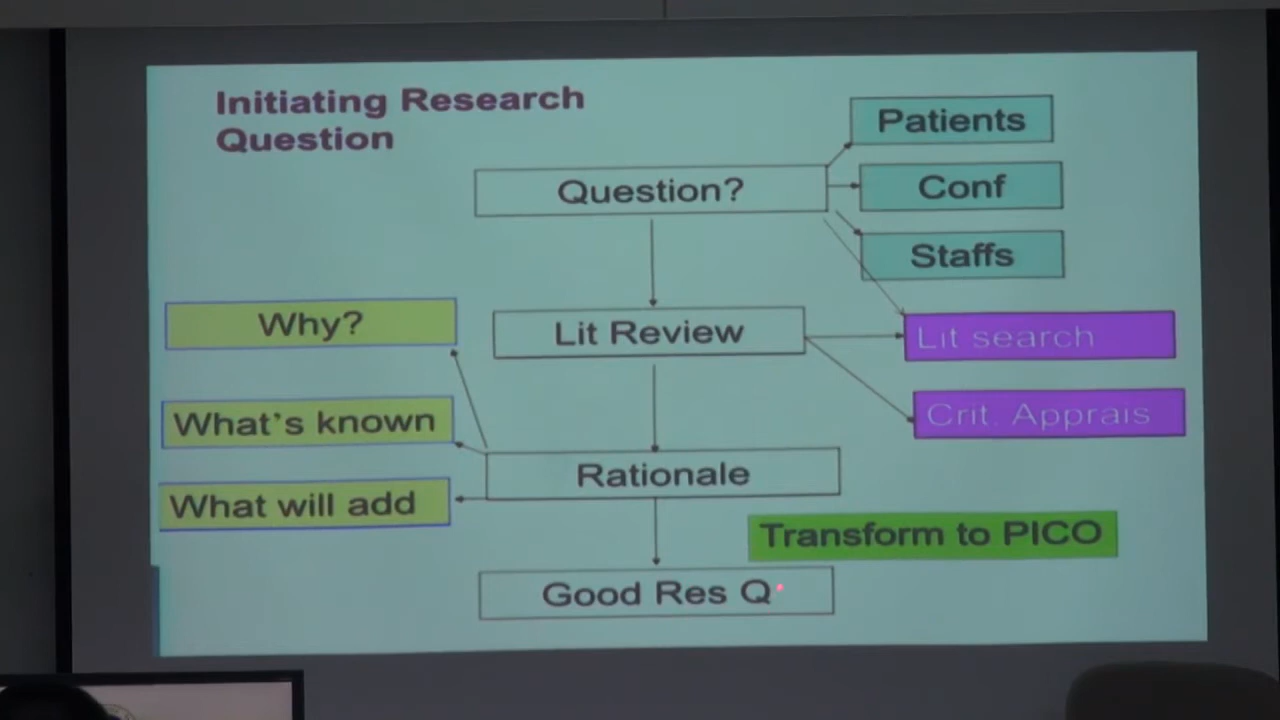 Initiating Research
Question
Patients
Question?
Conf
Staffs
Why?
Lit Review
Lit search
What's known
Crit. Apprais
Rationale
What will add
Transform to PICO
Good Res Q